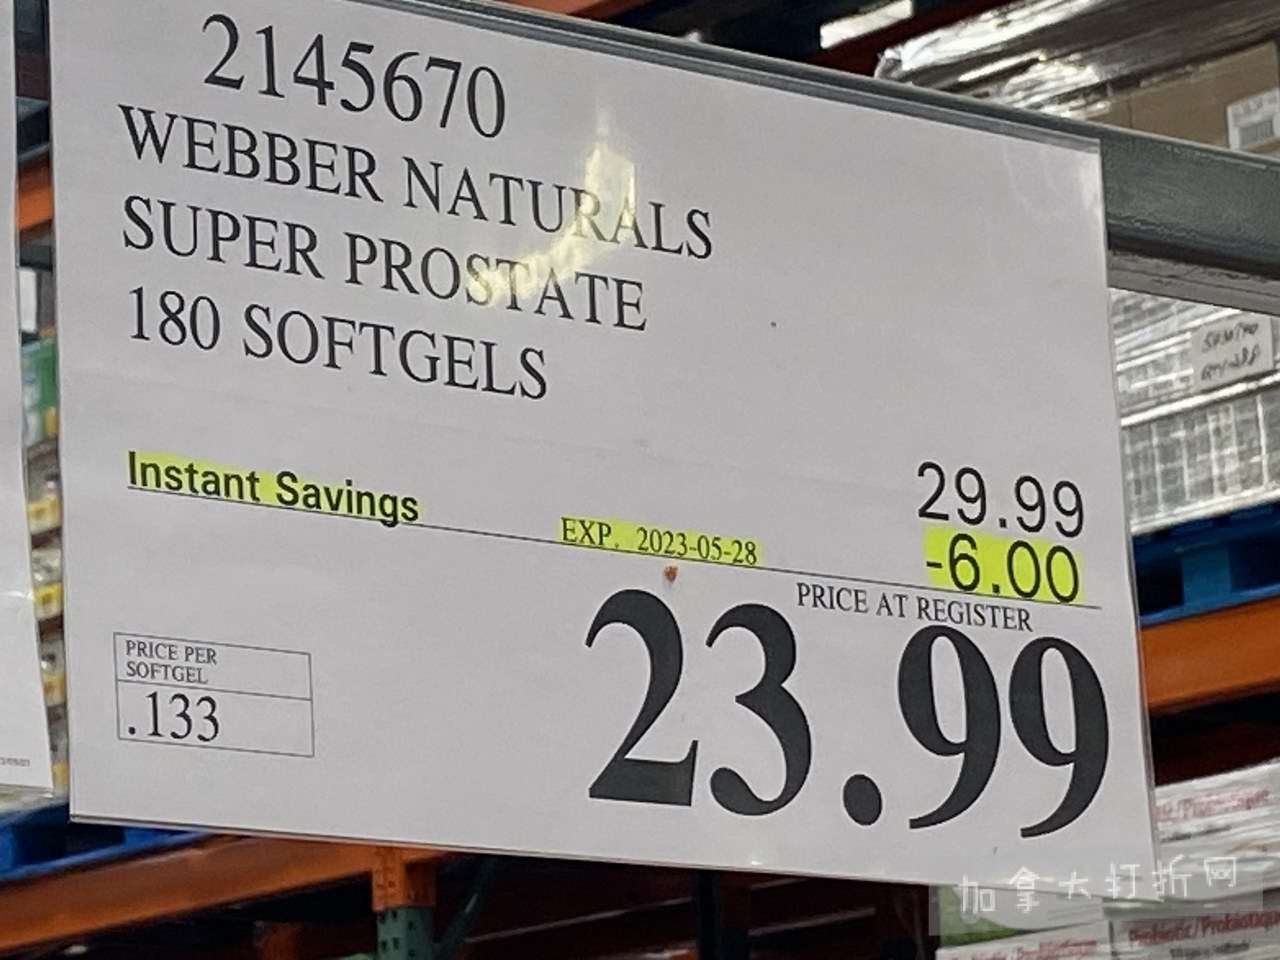 2145670
WEBBER NATURALS
SUPER PROSTATE
180 SOFTGELS
29.99
Instant Savings EXP. 2023-05-28 -6.00
PRICE AT REGISTER
23.99
PRICE PER
SOFTGEL
.133
加拿大打折网